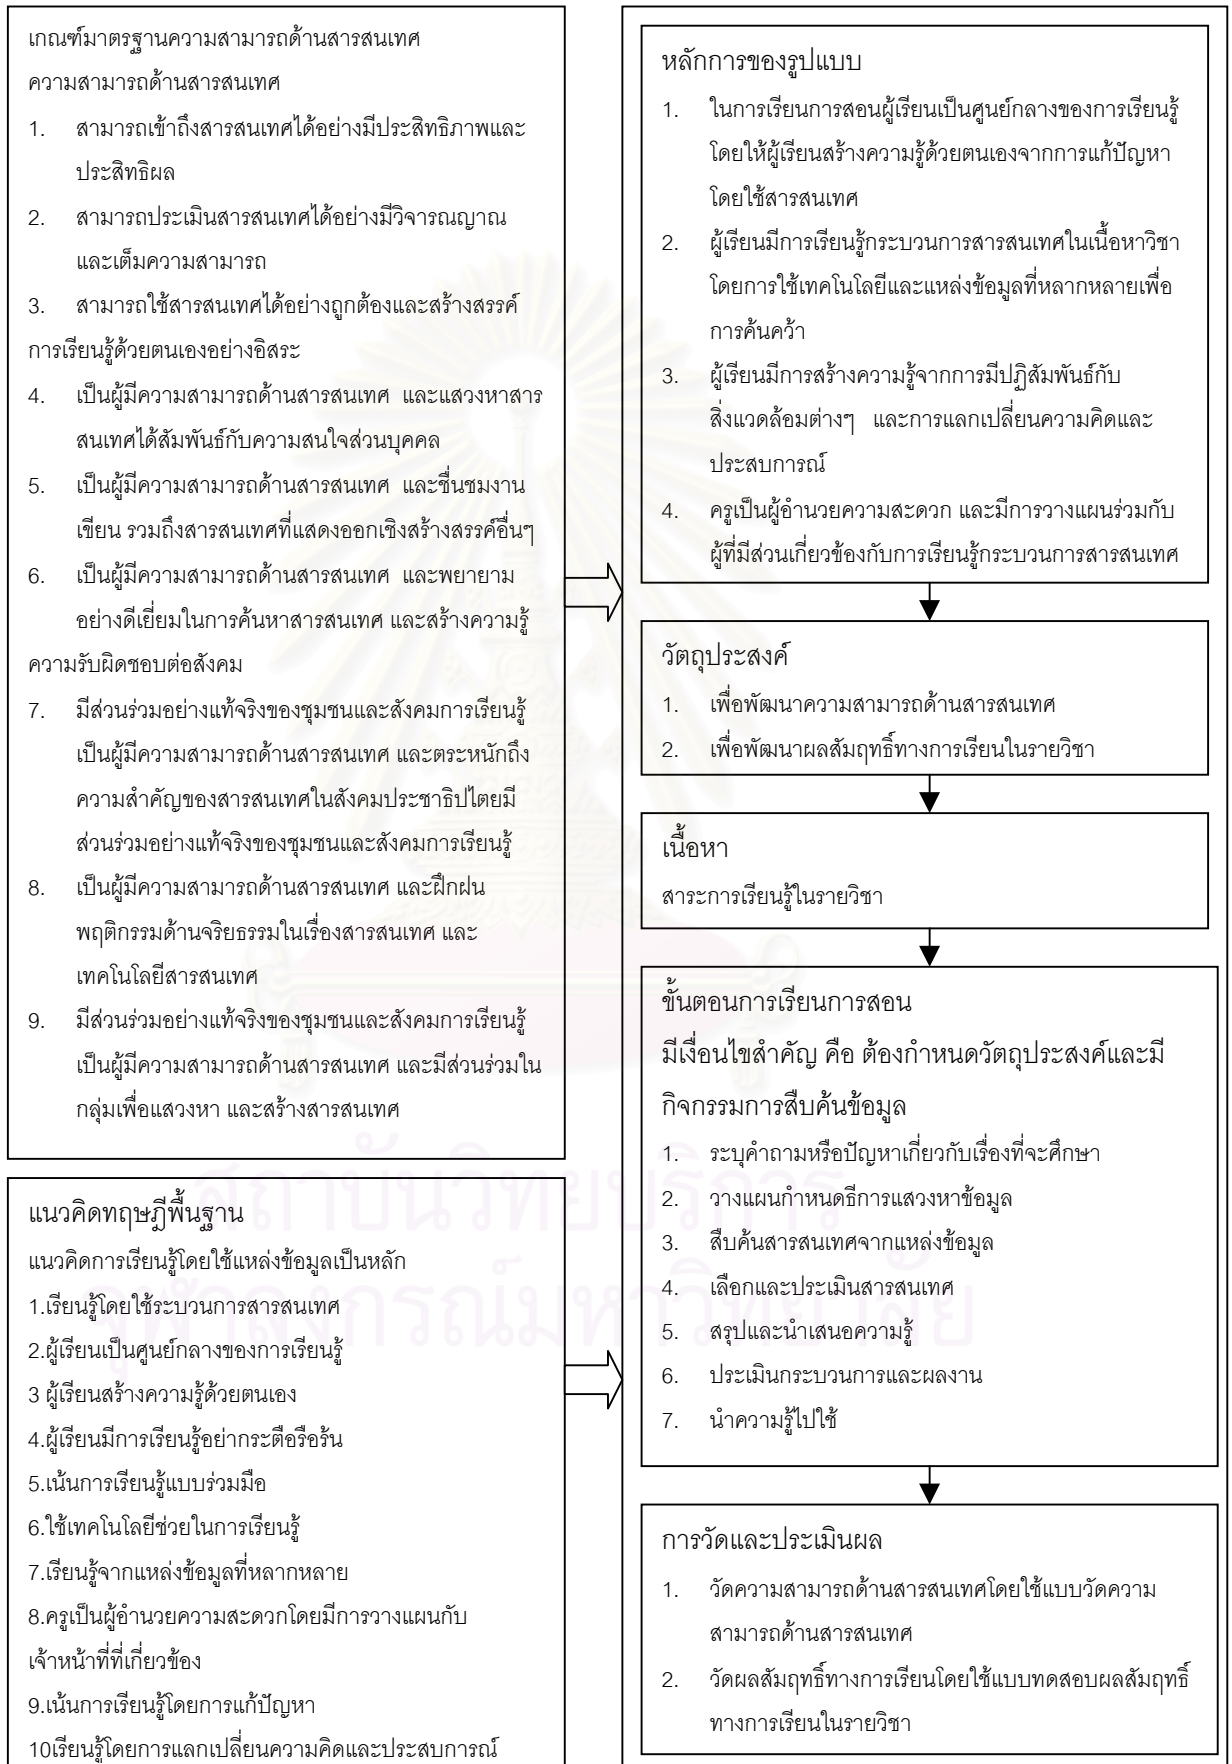 เกณฑ์มาตรฐานความสามารถด้านสารสนเทศ
ความสามารถด้านสารสนเทศ
1. สามารถเข้าถึงสารสนเทศได้อย่างมีประสิทธิภาพและ
ประสิทธิผล
2. สามารถประเมินสารสนเทศได้อย่างมีวิจารณญาณ
และเต็มความสามารถ
3. สามารถใช้สารสนเทศได้อย่างถูกต้องและสร้างสรรค์
การเรียนรู้ด้วยตนเองอย่างอิสระ
4. เป็นผู้มีความสามารถด้านสารสนเทศ และแสวงหาสาร
สนเทศได้สัมพันธ์กับความสนใจส่วนบุคคล
5. เป็นผู้มีความสามารถด้านสารสนเทศ และชื่นชมงาน
เขียน รวมถึงสารสนเทศที่แสดงออกเชิงสร้างสรรค์อื่นๆ
6. เป็นผู้มีความสามารถด้านสารสนเทศ และพยายาม
อย่างดีเยี่ยมในการค้นหาสารสนเทศ และสร้างความรู้
ความรับผิดชอบต่อสังคม
7. มีส่วนร่วมอย่างแท้จริงของชุมชนและสังคมการเรียนรู้
เป็นผู้มีความสามารถด้านสารสนเทศ และตระหนักถึง
ความสำคัญของสารสนเทศในสังคมประชาธิปไตยมี
ส่วนร่วมอย่างแท้จริงของชุมชนและสังคมการเรียนรู้
8. เป็นผู้มีความสามารถด้านสารสนเทศ และฝึกฝน
พฤติกรรมด้านจริยธรรมในเรื่องสารสนเทศ และ
เทคโนโลยีสารสนเทศ
9. มีส่วนร่วมอย่างแท้จริงของชุมชนและสังคมการเรียนรู้
เป็นผู้มีความสามารถด้านสารสนเทศ และมีส่วนร่วมใน
กลุ่มเพื่อแสวงหา และสร้างสารสนเทศ
แนวคิดทฤษฎีพื้นฐาน
แนวคิดการเรียนรู้โดยใช้แหล่งข้อมูลเป็นหลัก
1.เรียนรู้โดยใช้ระบวนการสารสนเทศ
2.ผู้เรียนเป็นศูนย์กลางของการเรียนรู้
3 ผู้เรียนสร้างความรู้ด้วยตนเอง
4.ผู้เรียนมีการเรียนรู้อย่ากระตือรือร้น
5.เน้นการเรียนรู้แบบร่วมมือ
6.ใช้เทคโนโลยีช่วยในการเรียนรู้
7.เรียนรู้จากแหล่งข้อมูลที่หลากหลาย
8.ครูเป็นผู้อำนวยความสะดวกโดยมีการวางแผนกับ
เจ้าหน้าที่ที่เกี่ยวข้อง
9.เน้นการเรียนรู้โดยการแก้ปัญหา
10เรียนรู้โดยการแลกเปลี่ยนความคิดและประสบการณ์
หลักการของรูปแบบ
1. ในการเรียนการสอนผู้เรียนเป็นศูนย์กลางของการเรียนรู้
โดยให้ผู้เรียนสร้างความรู้ด้วยตนเองจากการแก้ปัญหา
โดยใช้สารสนเทศ
2. ผู้เรียนมีการเรียนรู้กระบวนการสารสนเทศในเนื้อหาวิชา
โดยการใช้เทคโนโลยีและแหล่งข้อมูลที่หลากหลายเพื่อ
การค้นคว้า
3. ผู้เรียนมีการสร้างความรู้จากการมีปฏิสัมพันธ์กับ
สิ่งแวดล้อมต่างๆ และการแลกเปลี่ยนความคิดและ
ประสบการณ์
4. ครูเป็นผู้อำนวยความสะดวก และมีการวางแผนร่วมกับ
ผู้ที่มีส่วนเกี่ยวข้องกับการเรียนรู้กระบวนการสารสนเทศ
วัตถุประสงค์
1. เพื่อพัฒนาความสามารถด้านสารสนเทศ
2. เพื่อพัฒนาผลสัมฤทธิ์ทางการเรียนในรายวิชา
เนื้อหา
สาระการเรียนรู้ในรายวิชา
ขั้นตอนการเรียนการสอน
มีเงื่อนไขสำคัญ คือ ต้องกำหนดวัตถุประสงค์และมี
กิจกรรมการสืบค้นข้อมูล
1. ระบุคำถามหรือปัญหาเกี่ยวกับเรื่องที่จะศึกษา
2. วางแผนกำหนดธีการแสวงหาข้อมูล
3. สืบค้นสารสนเทศจากแหล่งข้อมูล
4. เลือกและประเมินสารสนเทศ
5. สรุปและนำเสนอความรู้
6. ประเมินกระบวนการและผลงาน
7. นำความรู้ไปใช้
การวัดและประเมินผล
1. วัดความสามารถด้านสารสนเทศโดยใช้แบบวัดความ
สามารถด้านสารสนเทศ
2. วัดผลสัมฤทธิ์ทางการเรียนโดยใช้แบบทดสอบผลสัมฤทธิ์
ทางการเรียนในรายวิชา
สถาบันวิทยบริการ
จุฬาลงกรณ์มหาวิทยาลัย